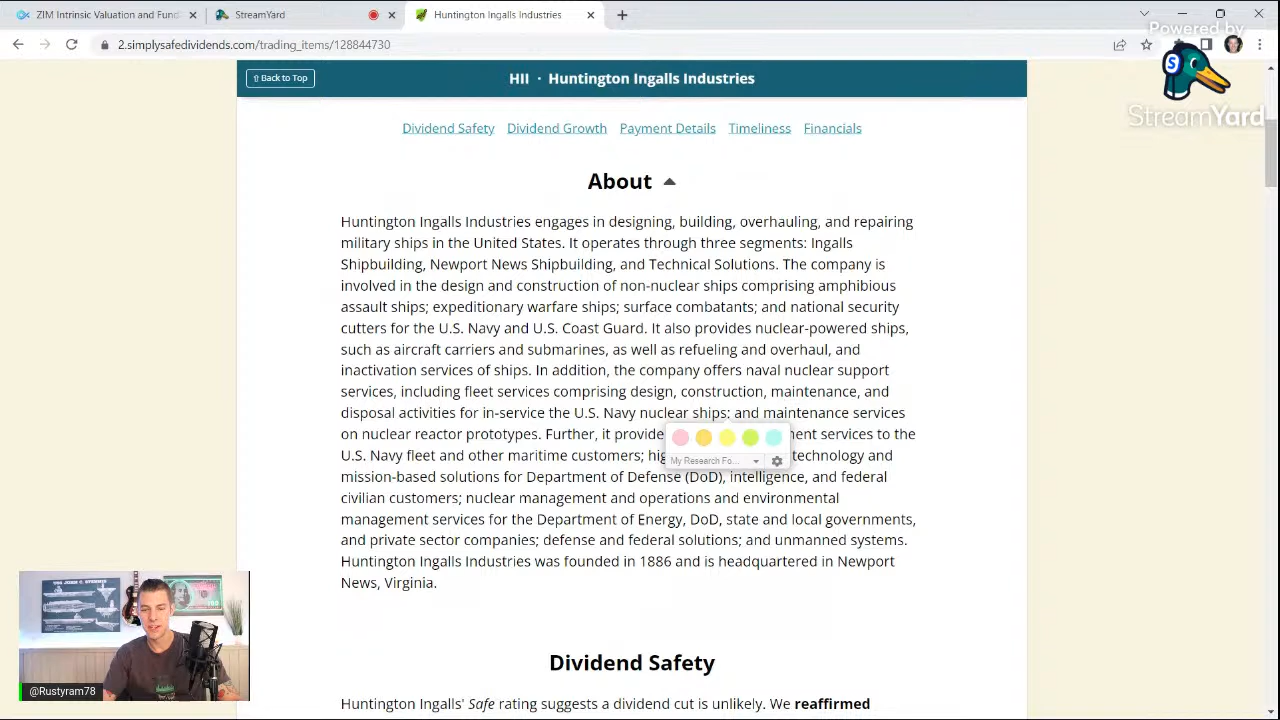 ZIM Intrinsic Valuation and Fund
StreamYard
Huntington Ingalls Industries
2.simplysafedividends.com/trading_items/128844730
Powered by
StreamYard
Back to Top
HII · Huntington Ingalls Industries
Dividend Safety Dividend Growth Payment Details Timeliness Financials
About
Huntington Ingalls Industries engages in designing, building, overhauling, and repairing
military ships in the United States. It operates through three segments: Ingalls
Shipbuilding, Newport News Shipbuilding, and Technical Solutions. The company is
involved in the design and construction of non-nuclear ships comprising amphibious
assault ships; expeditionary warfare ships; surface combatants; and national security
cutters for the U.S. Navy and U.S. Coast Guard. It also provides nuclear-powered ships,
such as aircraft carriers and submarines, as well as refueling and overhaul, and
inactivation services of ships. In addition, the company offers naval nuclear support
services, including fleet services comprising design, construction, maintenance, and
disposal activities for in-service the U.S. Navy nuclear ships; and maintenance services
on nuclear reactor prototypes. Further, it provide ent services to the
U.S. Navy fleet and other maritime customers; technology and
My Research Fo...
mission-based solutions for Department of Defense (DoD), intelligence, and federal
civilian customers; nuclear management and operations and environmental
management services for the Department of Energy, DoD, state and local governments,
and private sector companies; defense and federal solutions; and unmanned systems.
Huntington Ingalls Industries was founded in 1886 and is headquartered in Newport
News, Virginia.
Dividend Safety
Huntington Ingalls' Safe rating suggests a dividend cut is unlikely. We reaffirmed
@Rustyram78